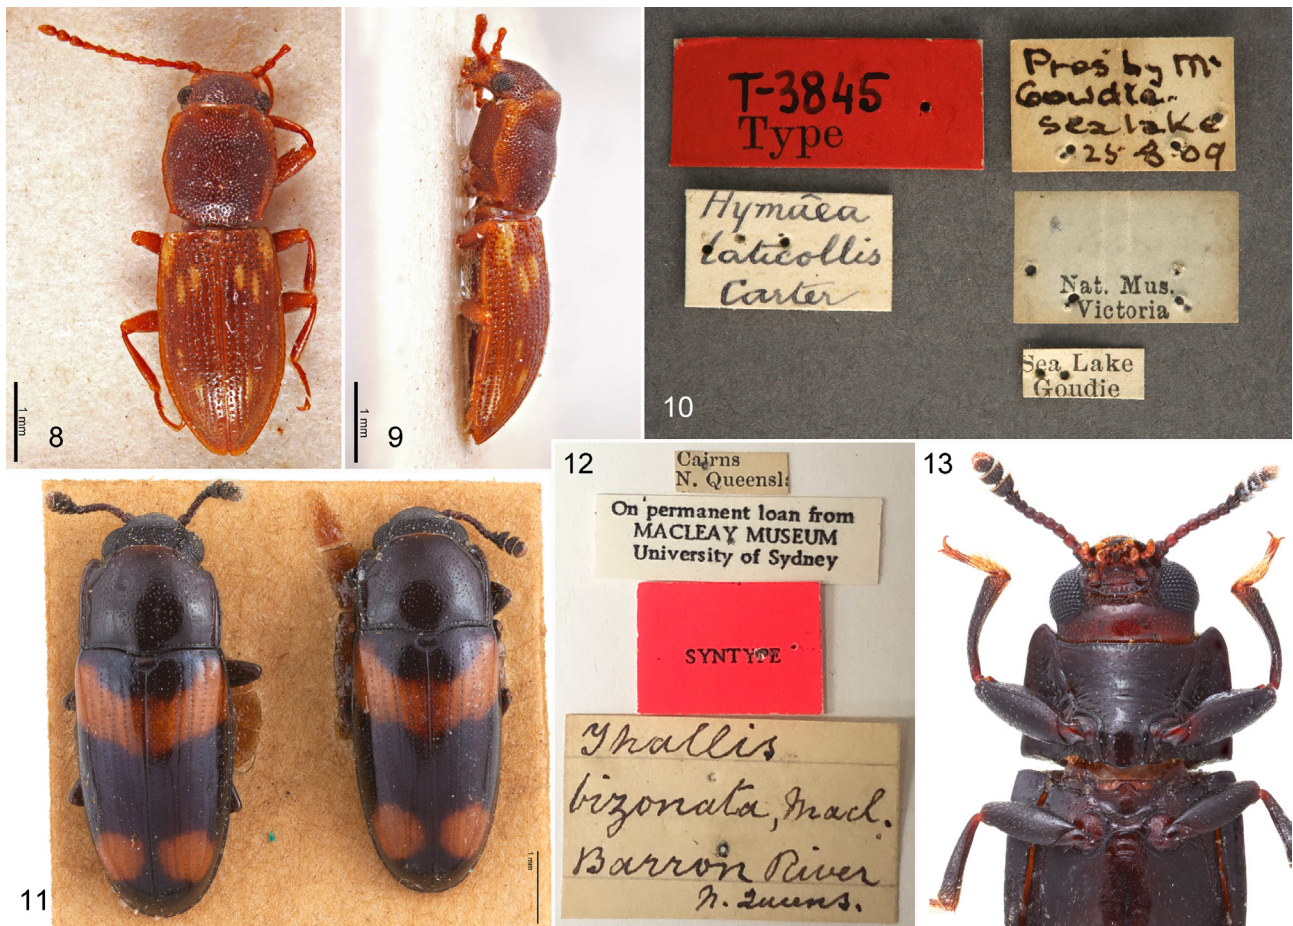 1 mm
8
1 mm
9
T-3845
Type
Pres by Mr
Goudie
sea lake
25-8-09
Hymaea
laticollis
Carter
Nat. Mus.
Victoria
Sea Lake
Goudie
10
11
1 mm
12
Cairns
N. Queensl:
On permanent loan from
MACLEAY MUSEUM
University of Sydney
SYNTYPE
Thallis
bizonata, Macl.
Barron River
N. Queens.
13